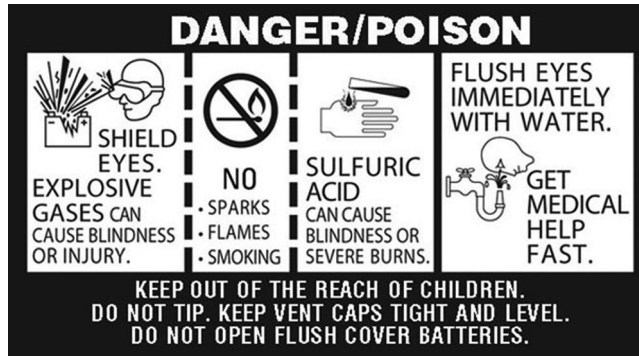 DANGER/POISON
SHIELD
EYES.
EXPLOSIVE
GASES CAN
CAUSE BLINDNESS
OR INJURY.
NO
• SPARKS
• FLAMES
• SMOKING
SULFURIC
ACID
CAN CAUSE
BLINDNESS OR
SEVERE BURNS.
FLUSH EYES
IMMEDIATELY
WITH WATER.
GET
MEDICAL
HELP
FAST.
KEEP OUT OF THE REACH OF CHILDREN.
DO NOT TIP. KEEP VENT CAPS TIGHT AND LEVEL.
DO NOT OPEN FLUSH COVER BATTERIES.